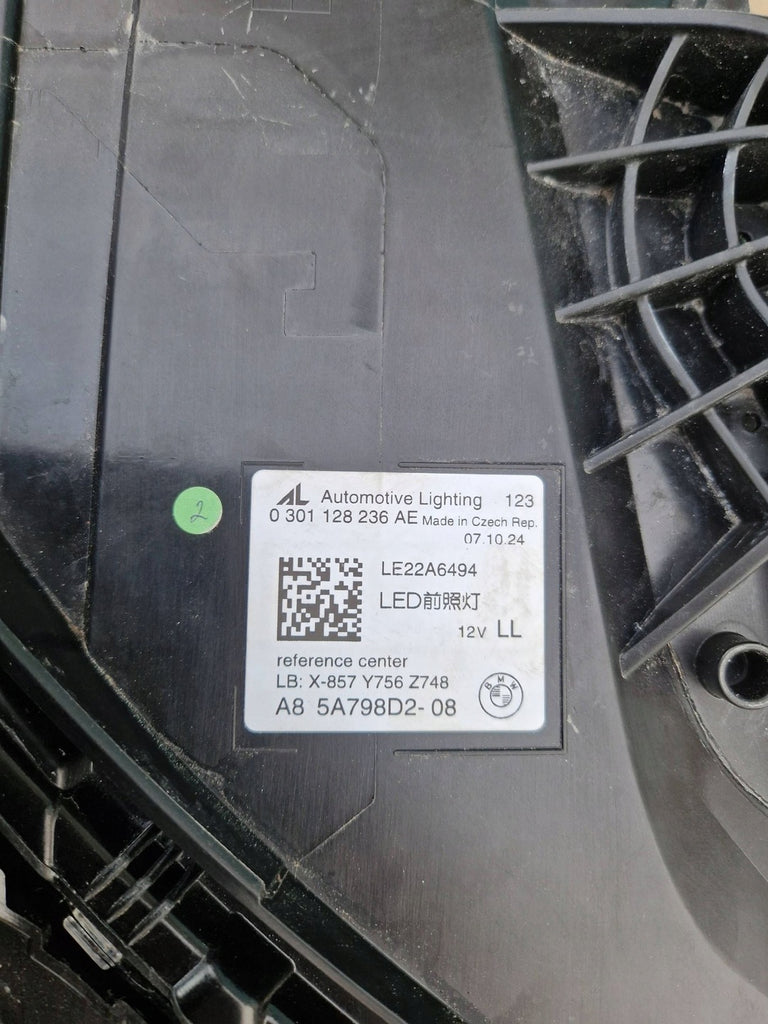 AL Automotive Lighting 123
0 301 128 236 AE Made in Czech Rep.
07.10.24
LE22A6494
LED前照灯
12V LL
reference center
LB: X-857 Y756 Z748
A8 5A798D2- 08
BMW
2